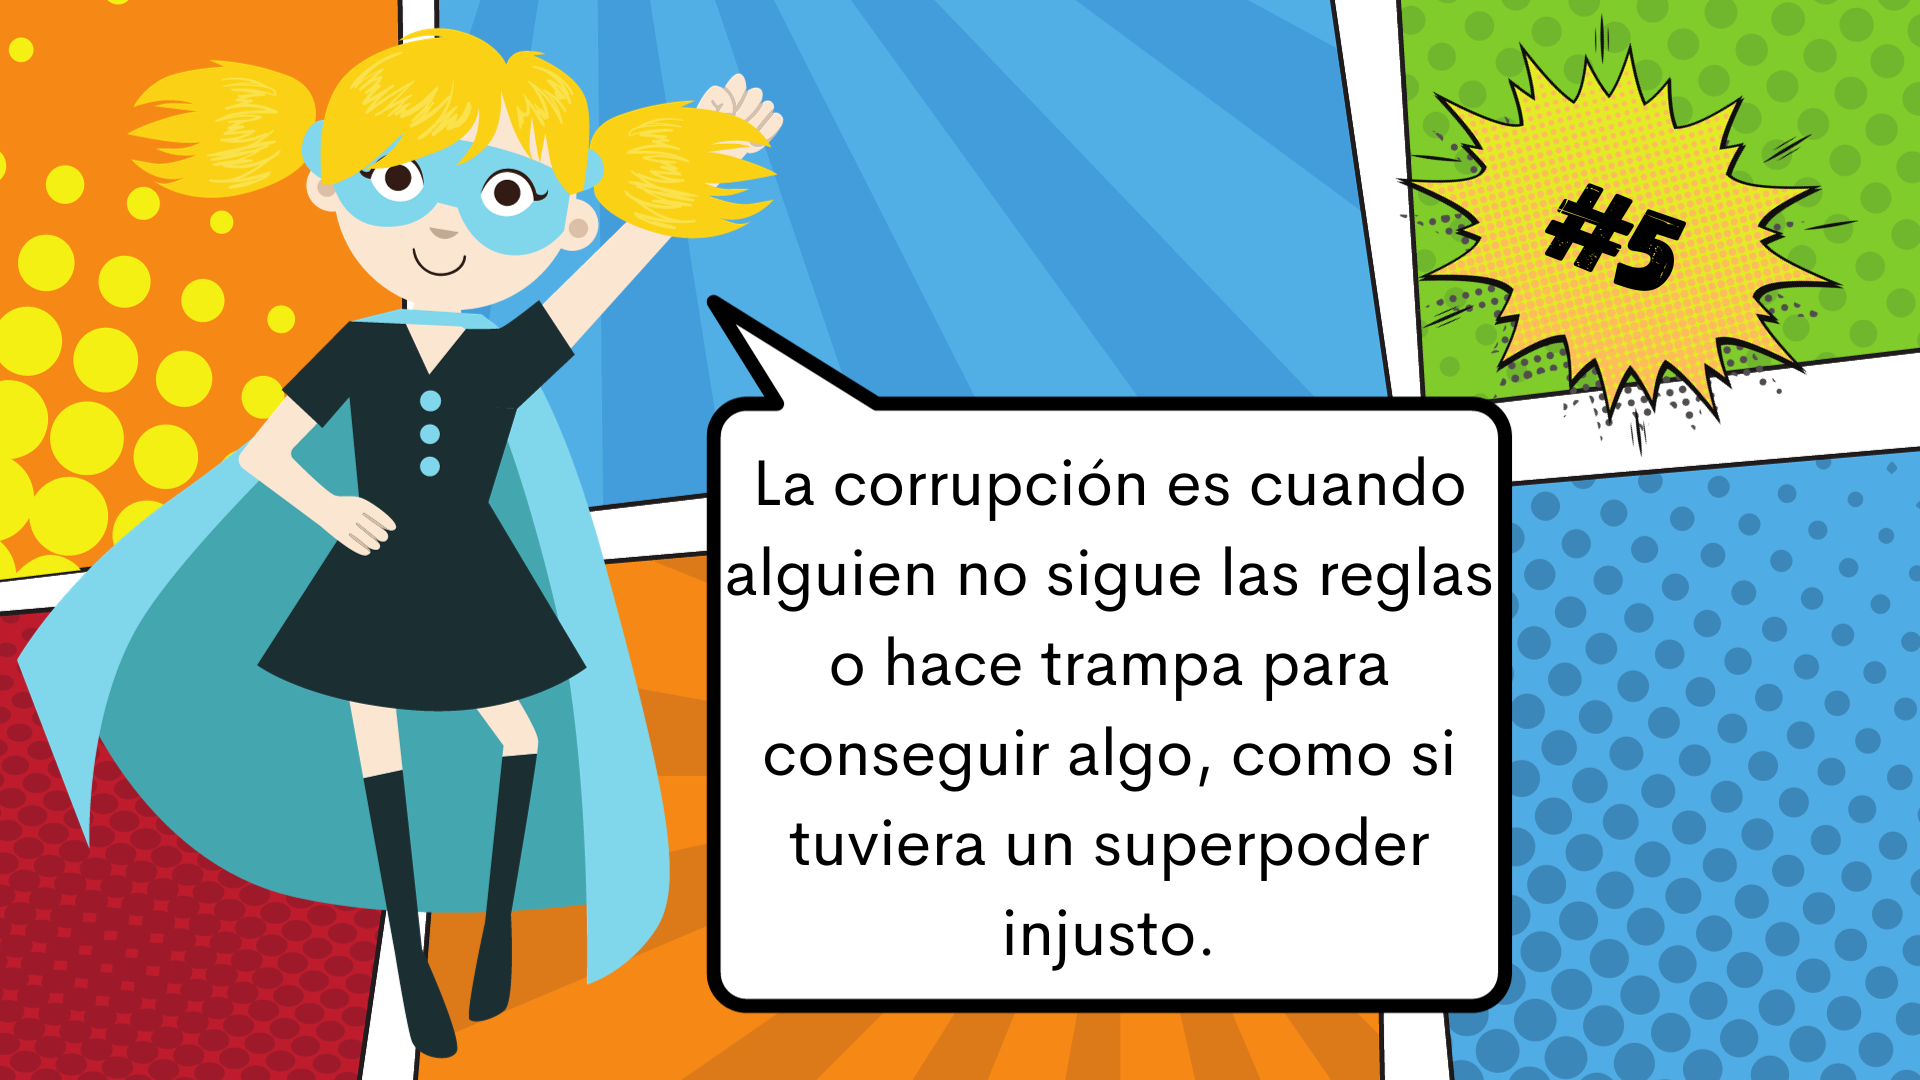 #5
La corrupción es cuando
alguien no sigue las reglas
o hace trampa para
conseguir algo, como si
tuviera un superpoder
injusto.